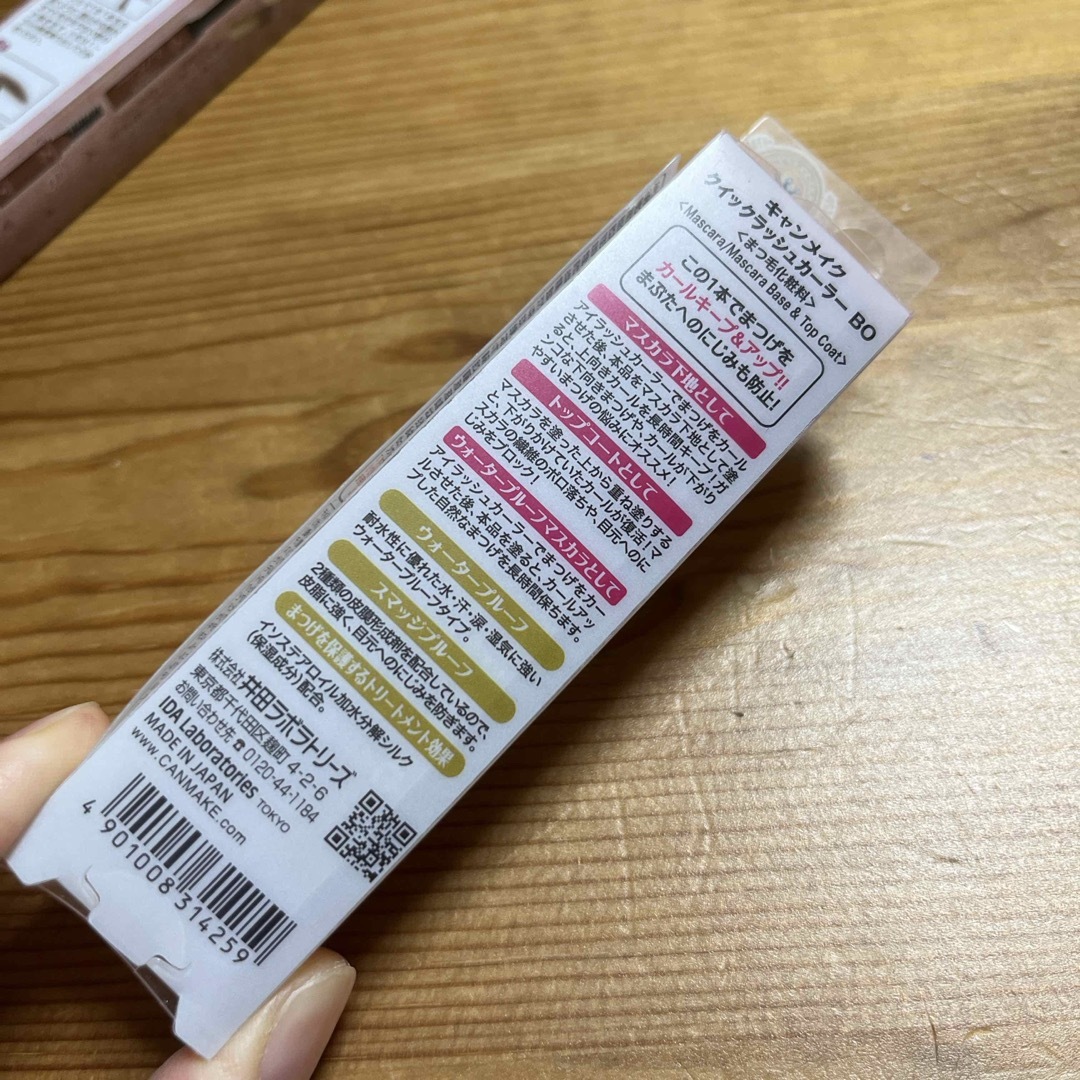 キャンメイク
クイックラッシュカーラー BO
<まつ毛化粧料>
<Mascara/Mascara Base & Top Coat>
この1本でまつげを
カールキープ&アップ!!
まぶたへのにじみも防止!
マスカラ下地として
アイラッシュカーラーでまつげをカール
させた後、本品をマスカラ下地として塗
ると、上向きカールを長時間キープ!ガ
ンコな下向きまつげや、カールが下がり
やすいまつげの悩みにオススメ!
トップコートとして
マスカラを塗った上から重ね塗りする
と、下がりかけていたカールが復活!マ
スカラの繊維のポロ落ちや、目元へのに
じみをブロック!
ウォータープルーフマスカラとして
アイラッシュカーラーでまつげをカー
ルさせた後、本品を塗ると、カールアッ
プした自然なまつげを長時間保ちます。
ウォータープルーフ
耐水性に優れた水・汗・涙・湿気に強い
ウォータープルーフタイプ。
スマッジプルーフ
2種類の皮膜形成剤を配合しているので、
皮脂に強く、目元へのにじみを防ぎます。
まつげを保護するトリートメント効果
イソステアロイル加水分解シルク
(保湿成分)配合。
株式会社 井田ラボラトリーズ
東京都千代田区麹町 4-2-6
お問い合わせ先 ☎ 0120-44-1184
IDA Laboratories TOKYO
MADE IN JAPAN
www.CANMAKE.com
4 901008 314259